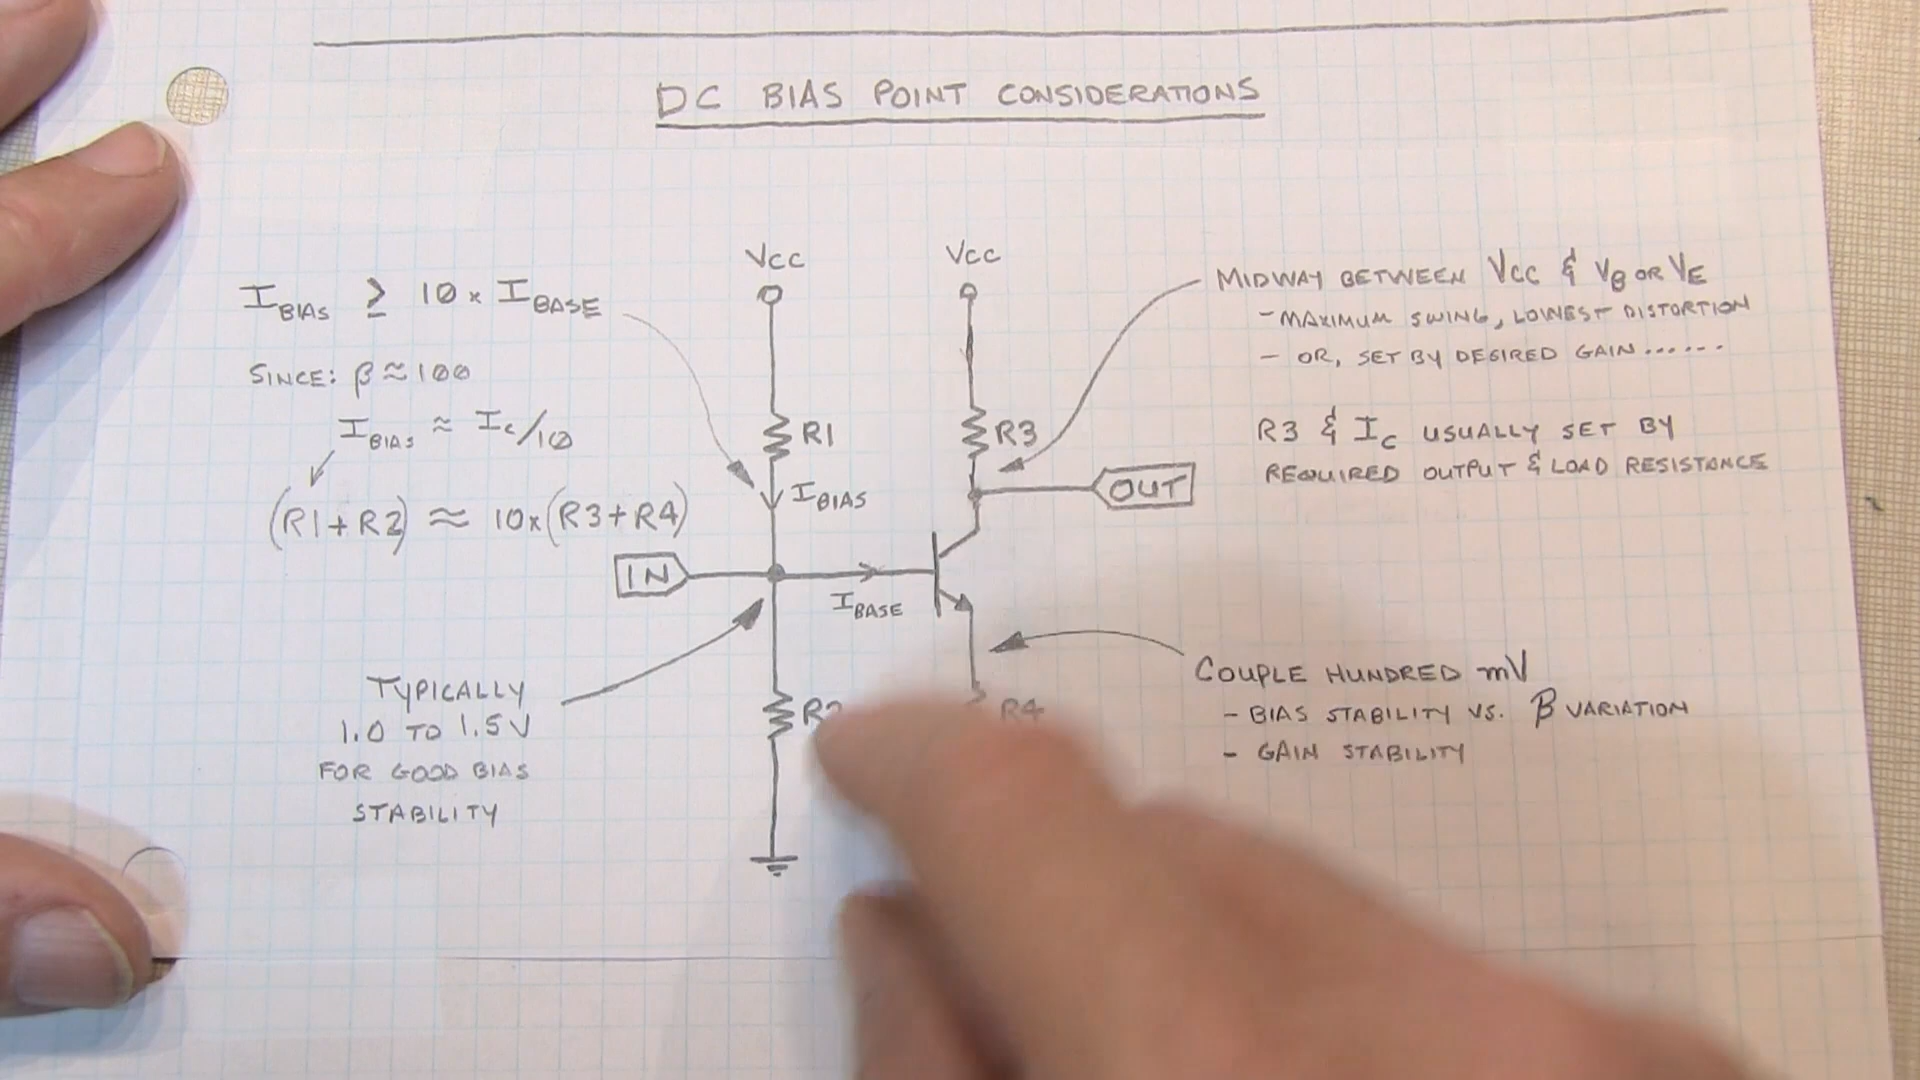 DC BIAS POINT CONSIDERATIONS
VCC
VCC
IBIAS ≥ 10 x IBASE
SINCE: β ≈ 100
IBIAS ≈ IC/10
(R1 + R2) ≈ 10x(R3 + R4)
R1
IBIAS
R3
OUT
IN
IBASE
MIDWAY BETWEEN VCC & VB OR VE
- MAXIMUM SWING, LOWEST DISTORTION
- OR, SET BY DESIRED GAIN......
R3 & IC USUALLY SET BY
REQUIRED OUTPUT & LOAD RESISTANCE
TYPICALLY
1.0 TO 1.5V
FOR GOOD BIAS
STABILITY
R2
R4
COUPLE HUNDRED mV
- BIAS STABILITY VS. β VARIATION
- GAIN STABILITY